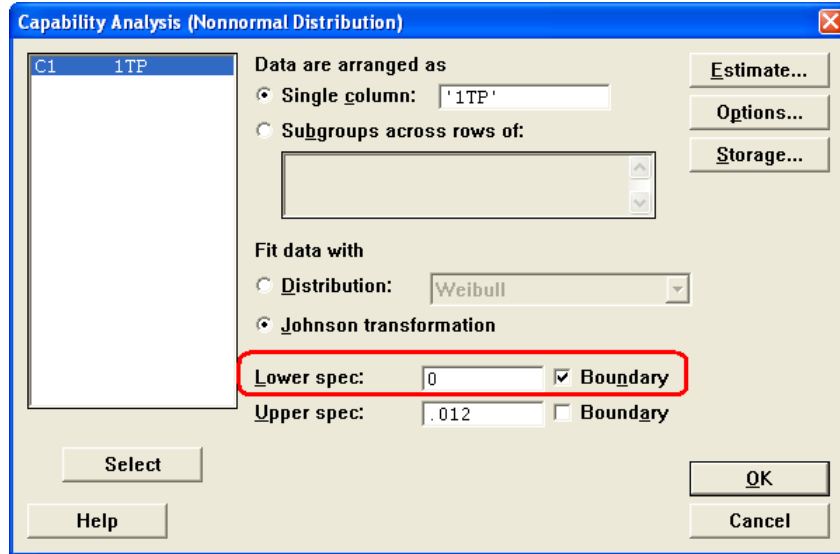 Capability Analysis (Nonnormal Distribution)
C1 1TP
Data are arranged as
Single column: '1TP'
Subgroups across rows of:
Fit data with
Distribution: Weibull
Johnson transformation
Lower spec: 0 Boundary
Upper spec: .012 Boundary
Estimate...
Options...
Storage...
Select
Help
OK
Cancel